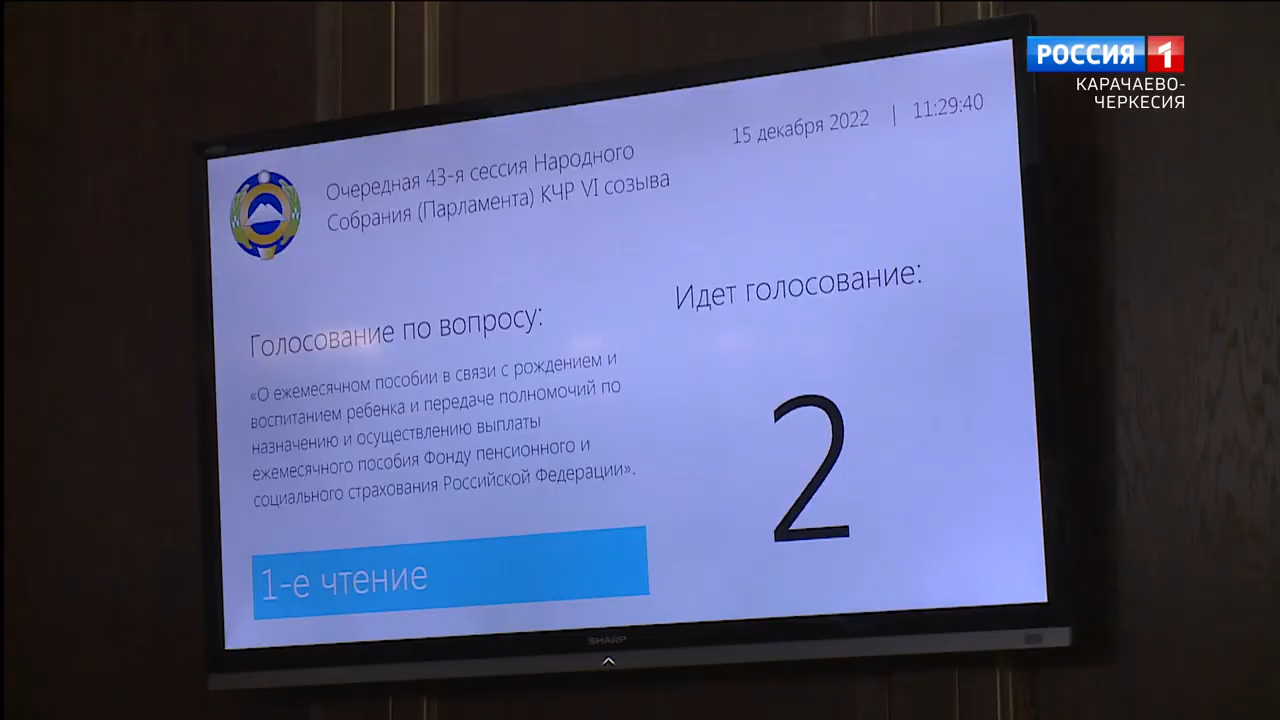 РОССИЯ 1
КАРАЧАЕВО-
ЧЕРКЕСИЯ
15 декабря 2022 | 11:29:40
Очередная 43-я сессия Народного
Собрания (Парламента) КЧР VI созыва
Голосование по вопросу:
«О ежемесячном пособии в связи с рождением и
воспитанием ребенка и передаче полномочий по
назначению и осуществлению выплаты
ежемесячного пособия Фонду пенсионного и
социального страхования Российской Федерации».
1-е чтение
Идет голосование:
2
SHARP